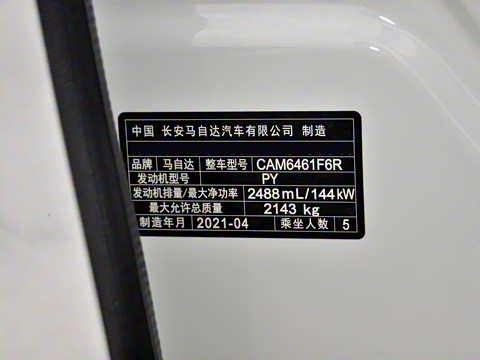 中国 长安马自达汽车有限公司 制造
品牌 马自达 整车型号 CAM6461F6R
发动机型号 PY
发动机排量/最大净功率 2488mL/144kW
最大允许总质量 2143 kg
制造年月 2021-04 乘坐人数 5